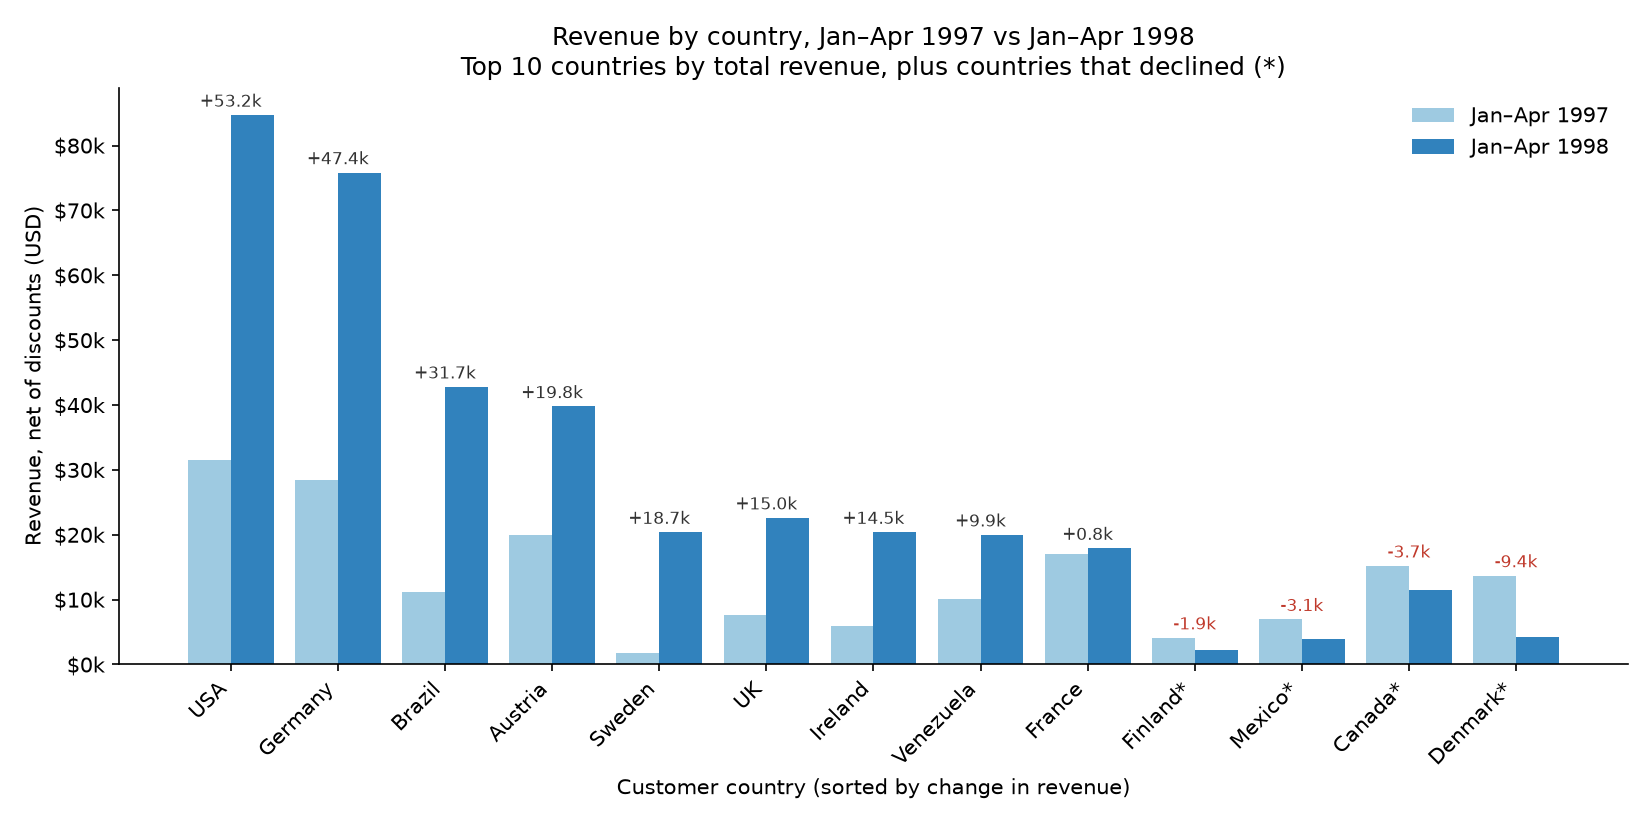 Revenue by country, Jan–Apr 1997 vs Jan–Apr 1998
Top 10 countries by total revenue, plus countries that declined (*)
Jan–Apr 1997
Jan–Apr 1998
Revenue, net of discounts (USD)
$80k
$70k
$60k
$50k
$40k
$30k
$20k
$10k
$0k
+53.2k
+47.4k
+31.7k
+19.8k
+18.7k
+15.0k
+14.5k
+9.9k
+0.8k
-1.9k
-3.1k
-3.7k
-9.4k
USA
Germany
Brazil
Austria
Sweden
UK
Ireland
Venezuela
France
Finland*
Mexico*
Canada*
Denmark*
Customer country (sorted by change in revenue)